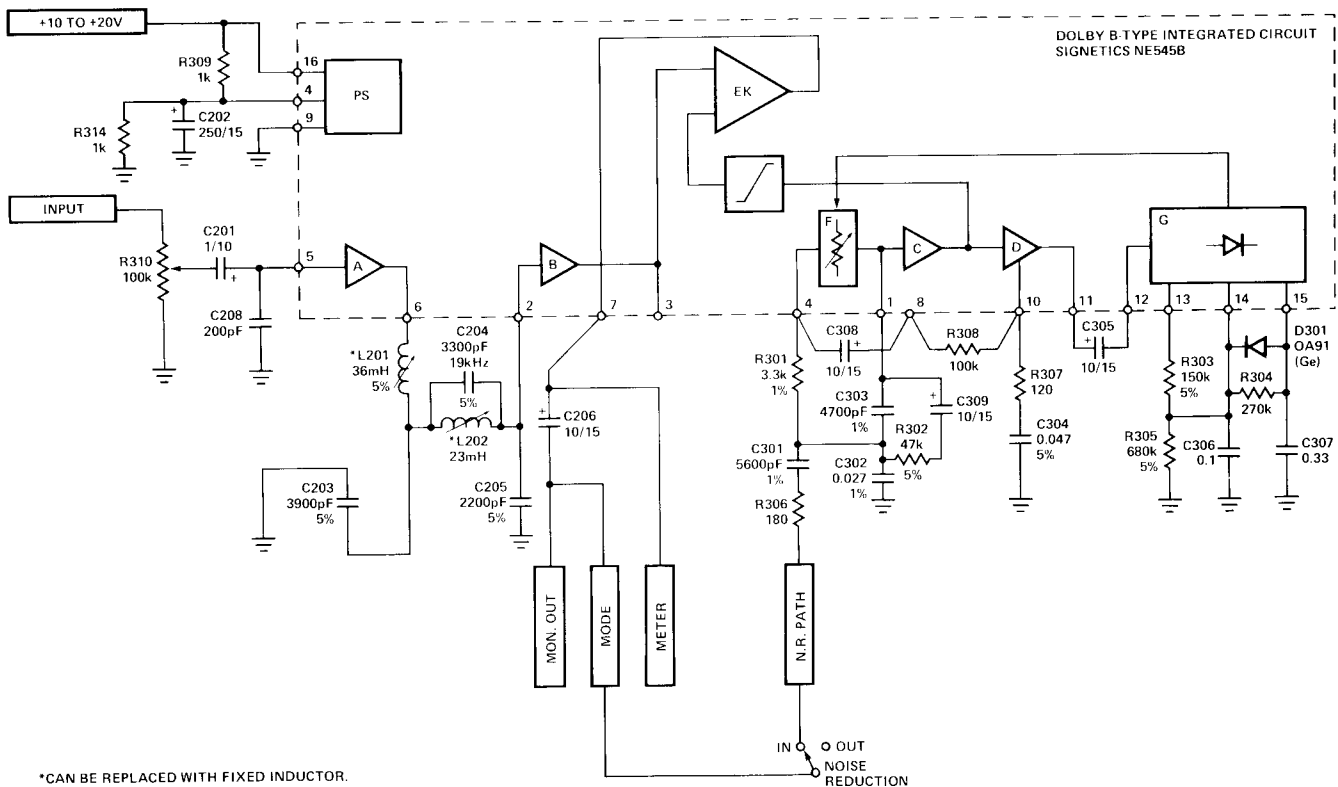 +10 TO +20V
DOLBY B-TYPE INTEGRATED CIRCUIT
SIGNETICS NE545B
R309
1k
16
4
9
PS
C202
250/15
+
R314
1k
EK
INPUT
C201
1/10
+
R310
100k
C208
200pF
5
A
6
B
2
7
3
F
C
D
G
4
1
8
10
11
12
13
14
15
*L201
36mH
5%
C204
3300pF
19kHz
5%
*L202
23mH
C203
3900pF
5%
C205
2200pF
5%
+
C206
10/15
R301
3.3k
1%
C308
+
10/15
R308
100k
C303
4700pF
1%
+
C309
10/15
R302
47k
5%
C301
5600pF
1%
C302
0.027
1%
R306
180
R307
120
C304
0.047
5%
C305
+
10/15
R303
150k
5%
R305
680k
5%
D301
OA91
(Ge)
R304
270k
C306
0.1
C307
0.33
MON. OUT
MODE
METER
N.R. PATH
IN
OUT
NOISE
REDUCTION
*CAN BE REPLACED WITH FIXED INDUCTOR.